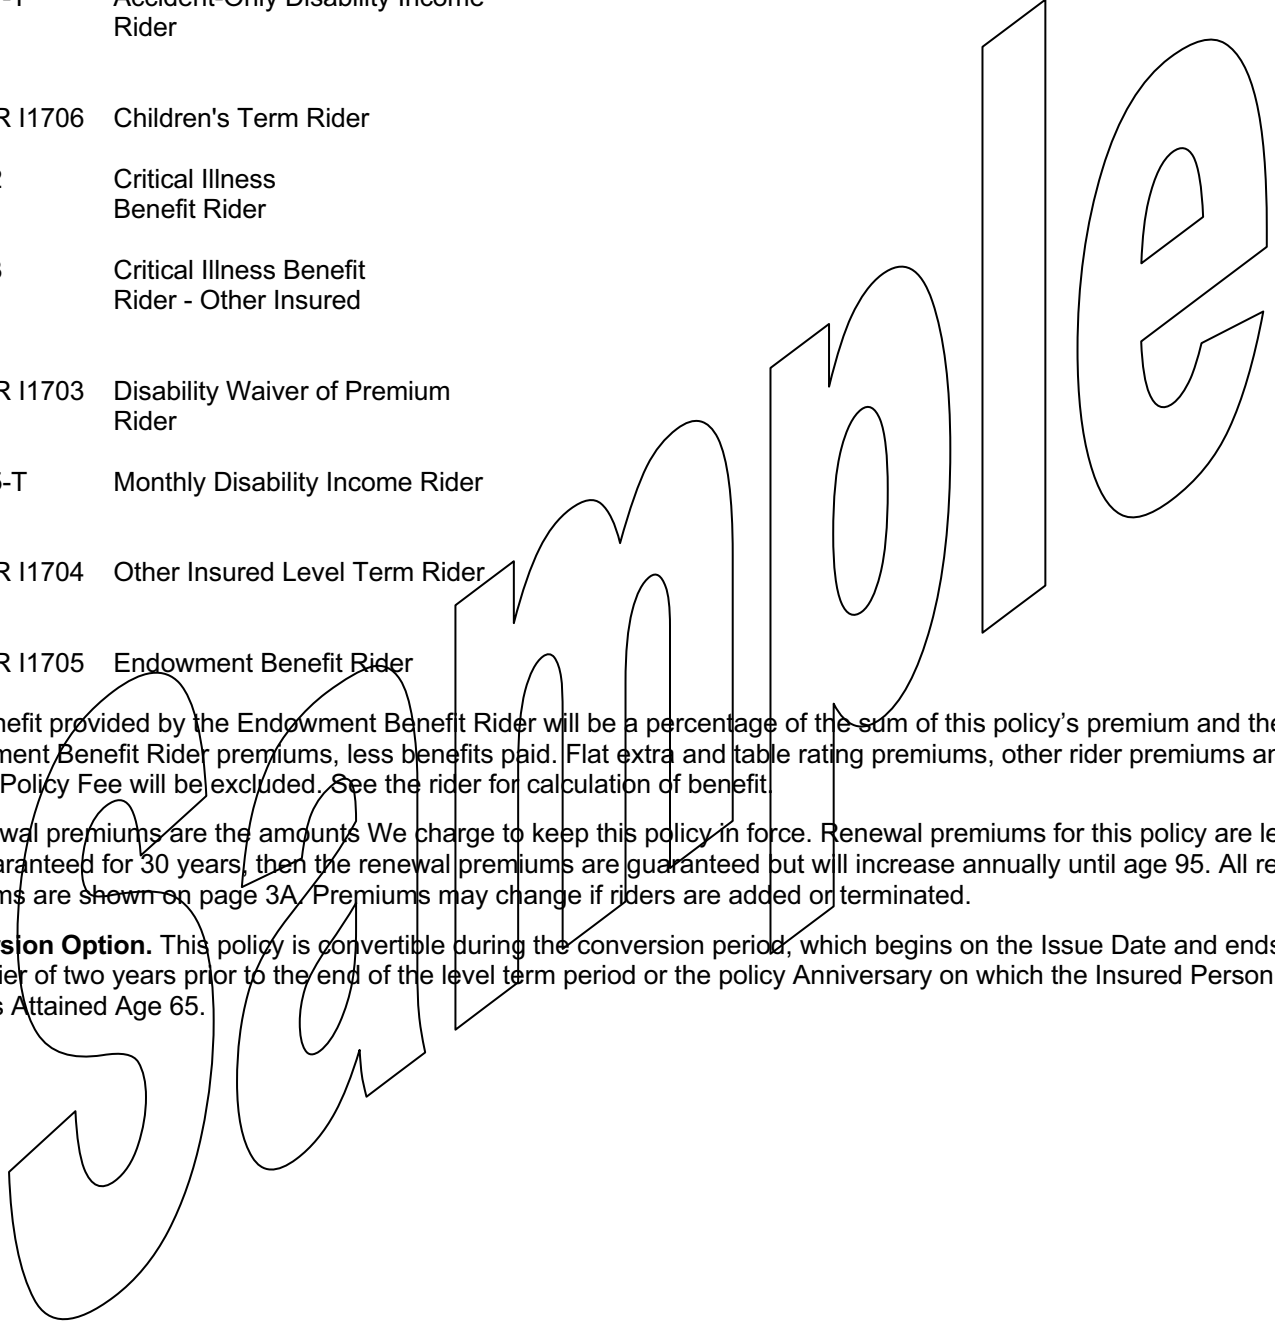 -T Accident-Only Disability Income
Rider
R I1706 Children's Term Rider
2 Critical Illness
Benefit Rider
3 Critical Illness Benefit
Rider - Other Insured
R I1703 Disability Waiver of Premium
Rider
-T Monthly Disability Income Rider
R I1704 Other Insured Level Term Rider
R I1705 Endowment Benefit Rider
nefit provided by the Endowment Benefit Rider will be a percentage of the sum of this policy's premium and the
ment Benefit Rider premiums, less benefits paid. Flat extra and table rating premiums, other rider premiums an
Policy Fee will be excluded. See the rider for calculation of benefit.
wal premiums are the amounts We charge to keep this policy in force. Renewal premiums for this policy are le
aranteed for 30 years, then the renewal premiums are guaranteed but will increase annually until age 95. All re
ms are shown on page 3A. Premiums may change if riders are added or terminated.
sion Option. This policy is convertible during the conversion period, which begins on the Issue Date and ends
ier of two years prior to the end of the level term period or the policy Anniversary on which the Insured Person
s Attained Age 65.
Sample